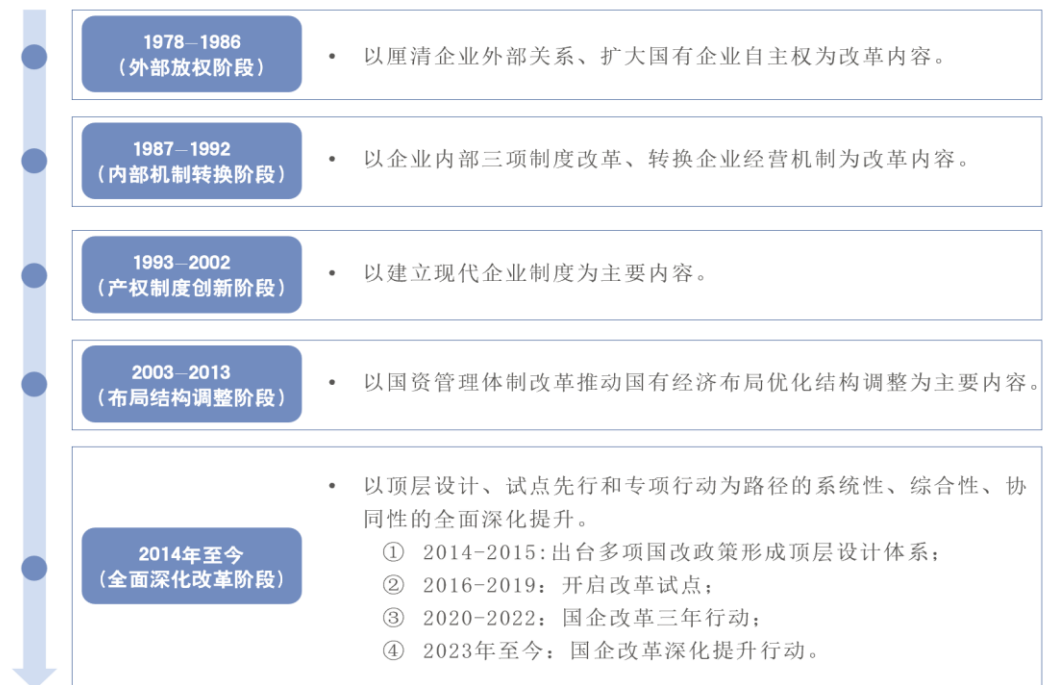 1978—1986
（外部放权阶段）
• 以厘清企业外部关系、扩大国有企业自主权为改革内容。
1987—1992
（内部机制转换阶段）
• 以企业内部三项制度改革、转换企业经营机制为改革内容。
1993—2002
（产权制度创新阶段）
• 以建立现代企业制度为主要内容。
2003—2013
（布局结构调整阶段）
• 以国资管理体制改革推动国有经济布局优化结构调整为主要内容。
2014年至今
（全面深化改革阶段）
• 以顶层设计、试点先行和专项行动为路径的系统性、综合性、协
同性的全面深化提升。
① 2014-2015:出台多项国改政策形成顶层设计体系；
② 2016-2019：开启改革试点；
③ 2020-2022：国企改革三年行动；
④ 2023年至今：国企改革深化提升行动。